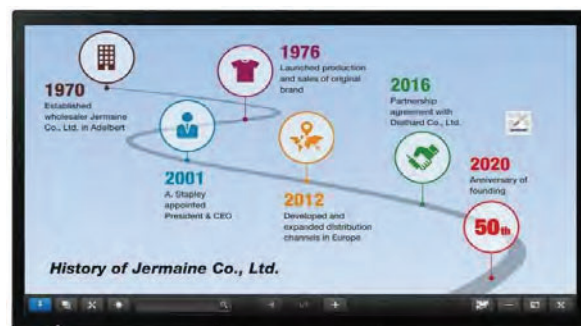 1970
Established
wholesaler Jermaine
Co., Ltd. in Adelbert
1976
Launched production
and sales of original
brand
2001
A. Stapley
appointed
President & CEO
2012
Developed and
expanded distribution
channels in Europe
2016
Partnership
agreement with
Diethard Co., Ltd.
2020
Anniversary of
founding
50th
History of Jermaine Co., Ltd.